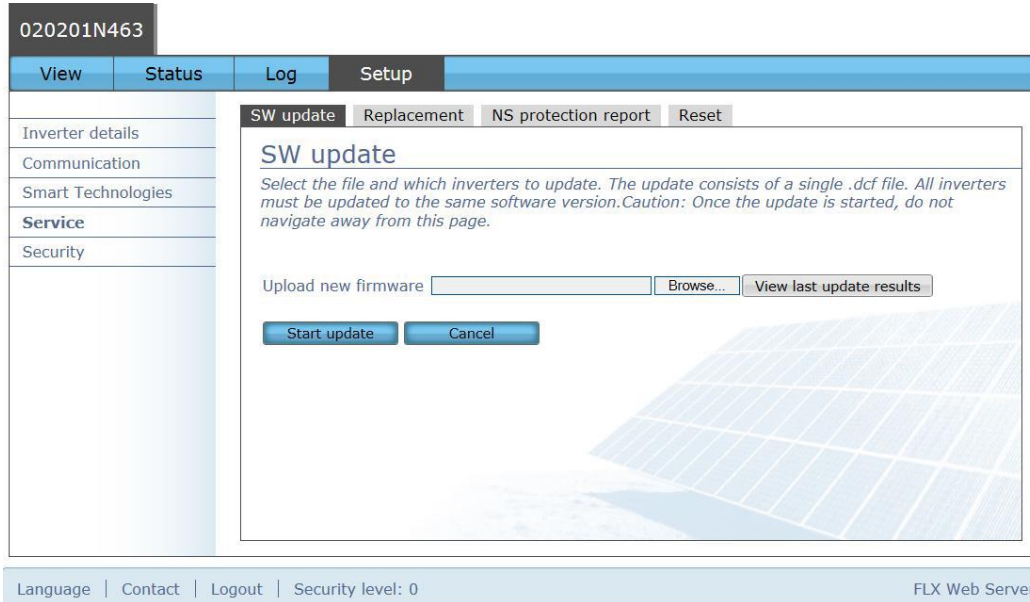 020201N463
View Status Log Setup
Inverter details
Communication
Smart Technologies
Service
Security
SW update Replacement NS protection report Reset
SW update
Select the file and which inverters to update. The update consists of a single .dcf file. All inverters
must be updated to the same software version.Caution: Once the update is started, do not
navigate away from this page.
Upload new firmware Browse... View last update results
Start update Cancel
Language | Contact | Logout | Security level: 0 FLX Web Serve